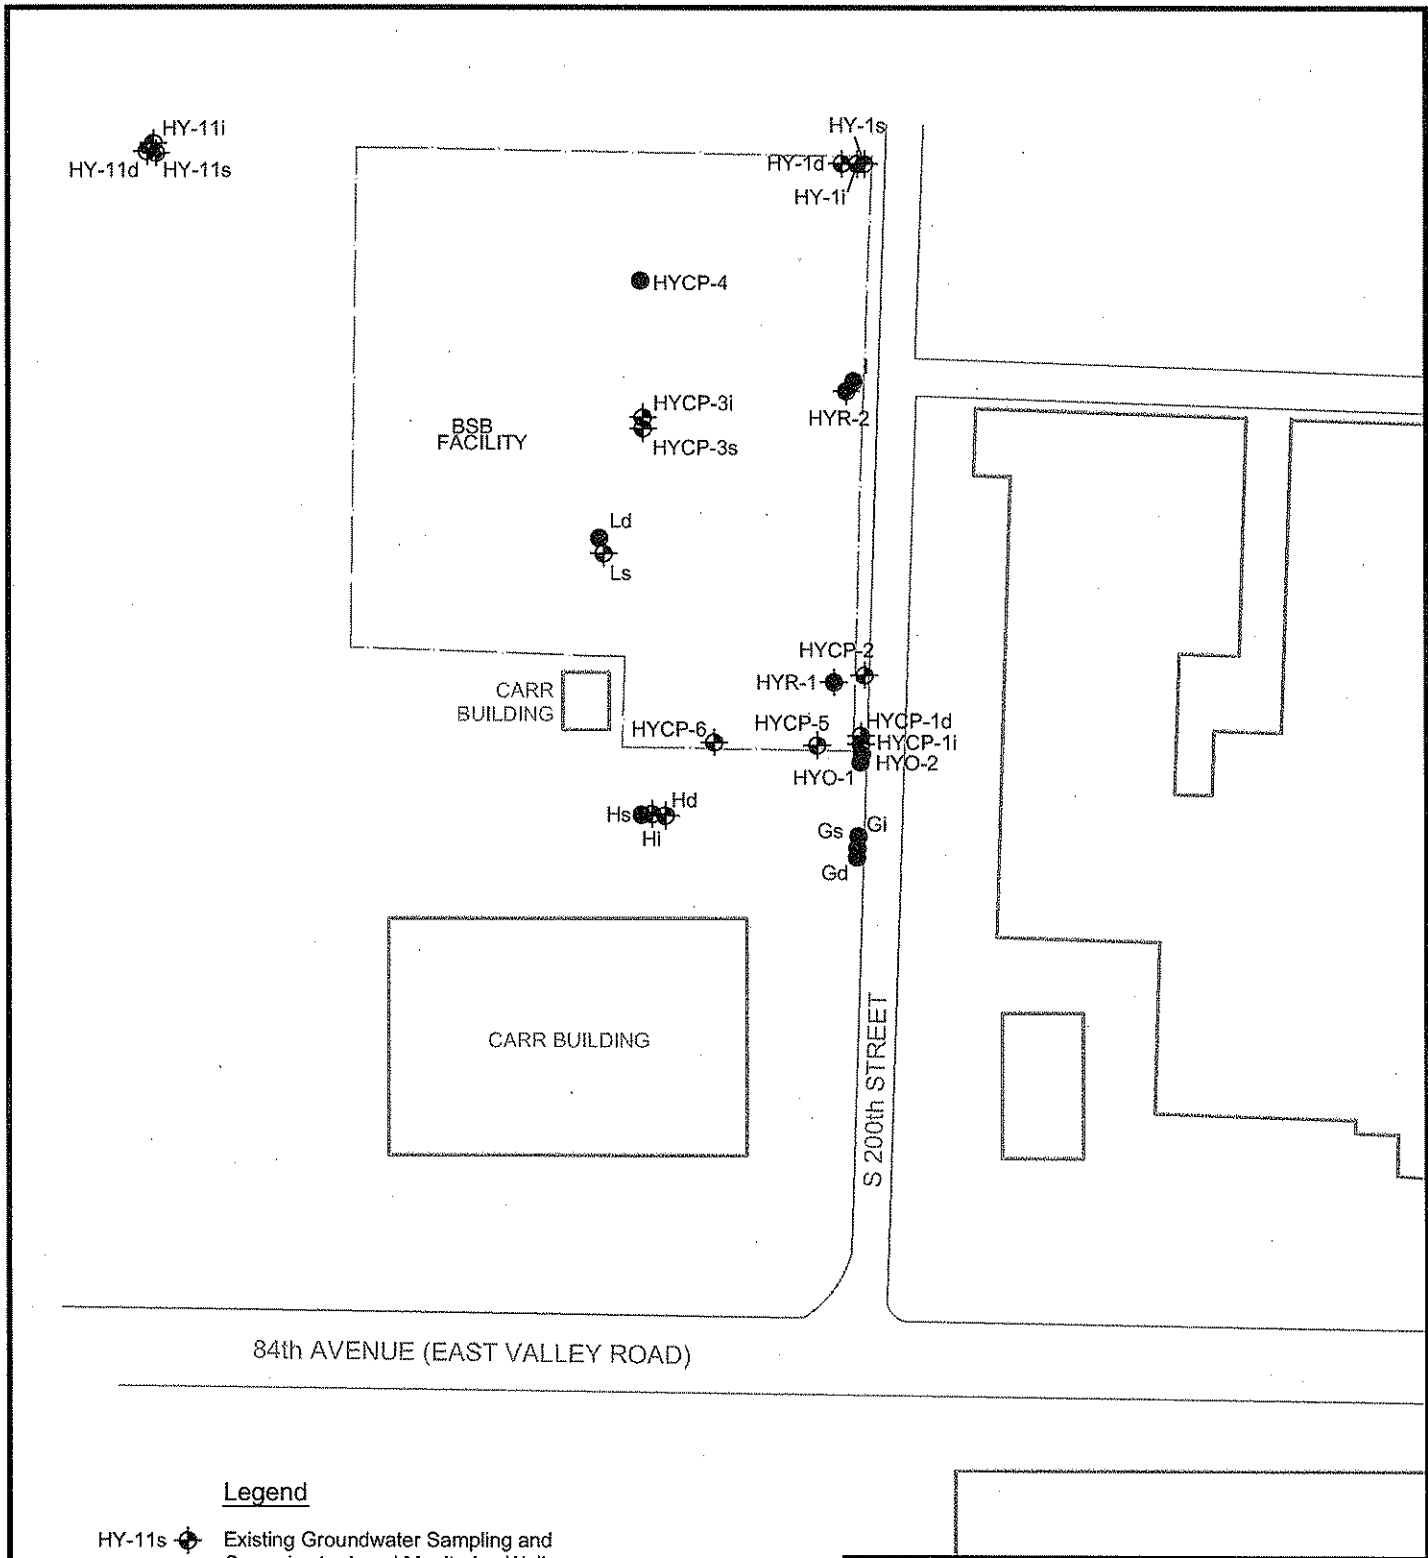 HY-11i
HY-11d
HY-11s
HY-1s
HY-1d
HY-1i
HYCP-4
HYCP-3i
HYCP-3s
BSB
FACILITY
HYR-2
Ld
Ls
HYCP-2
HYR-1
CARR
BUILDING
HYCP-6
HYCP-5
HYCP-1d
HYCP-1i
HYO-2
HYO-1
Hs
Hd
Hi
Gs
Gi
Gd
CARR BUILDING
S 200th STREET
84th AVENUE (EAST VALLEY ROAD)
Legend
HY-11s Existing Groundwater Sampling and